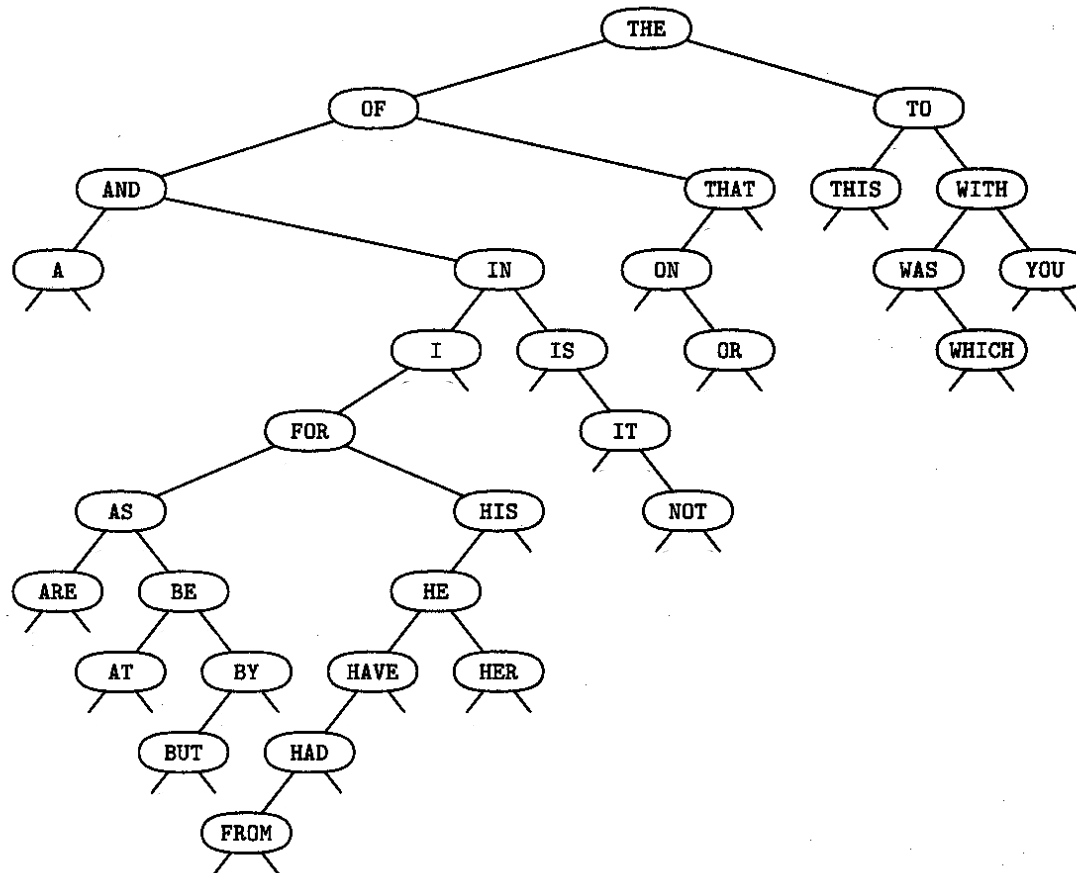 THE
OF TO
AND THAT THIS WITH
A IN ON WAS YOU
I IS OR WHICH
FOR IT
AS HIS NOT
ARE BE HE
AT BY HAVE HER
BUT HAD
FROM